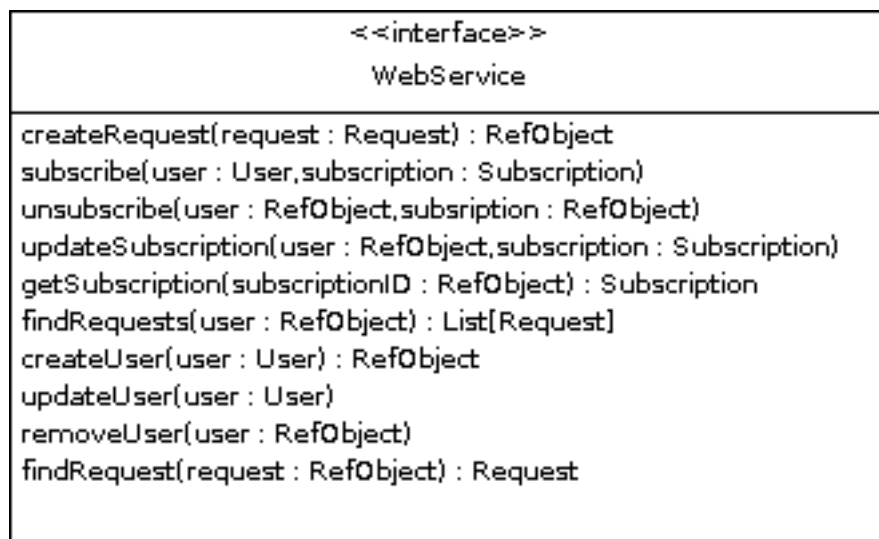 <<interface>>
WebService
createRequest(request : Request) : RefObject
subscribe(user : User,subscription : Subscription)
unsubscribe(user : RefObject,subsription : RefObject)
updateSubscription(user : RefObject,subscription : Subscription)
getSubscription(subscriptionID : RefObject) : Subscription
findRequests(user : RefObject) : List[Request]
createUser(user : User) : RefObject
updateUser(user : User)
removeUser(user : RefObject)
findRequest(request : RefObject) : Request